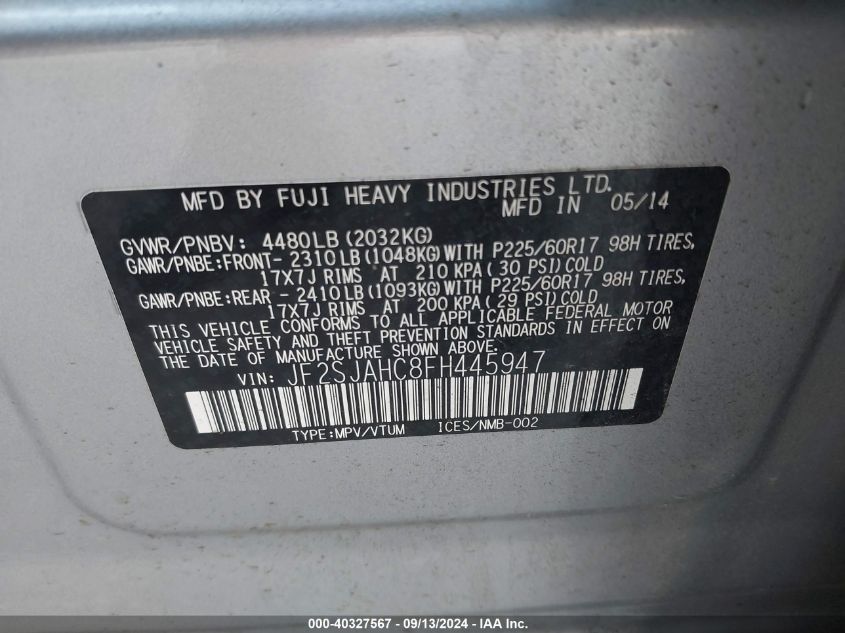 MFD BY FUJI HEAVY INDUSTRIES LTD.
MFD IN 05/14
GVWR/PNBV: 4480LB (2032KG)
GAWR/PNBE:FRONT- 2310LB(1048KG)WITH P225/60R17 98H TIRES,
17X7J RIMS AT 210 KPA( 30 PSI)COLD
GAWR/PNBE:REAR - 2410LB(1093KG)WITH P225/60R17 98H TIRES,
17X7J RIMS AT 200 KPA( 29 PSI)COLD
THIS VEHICLE CONFORMS TO ALL APPLICABLE FEDERAL MOTOR
VEHICLE SAFETY AND THEFT PREVENTION STANDARDS IN EFFECT ON
THE DATE OF MANUFACTURE SHOWN ABOVE.
VIN: JF2SJAHC8FH445947
TYPE:MPV/VTUM ICES/NMB-002
000-40327567 - 09/13/2024 - IAAI.com